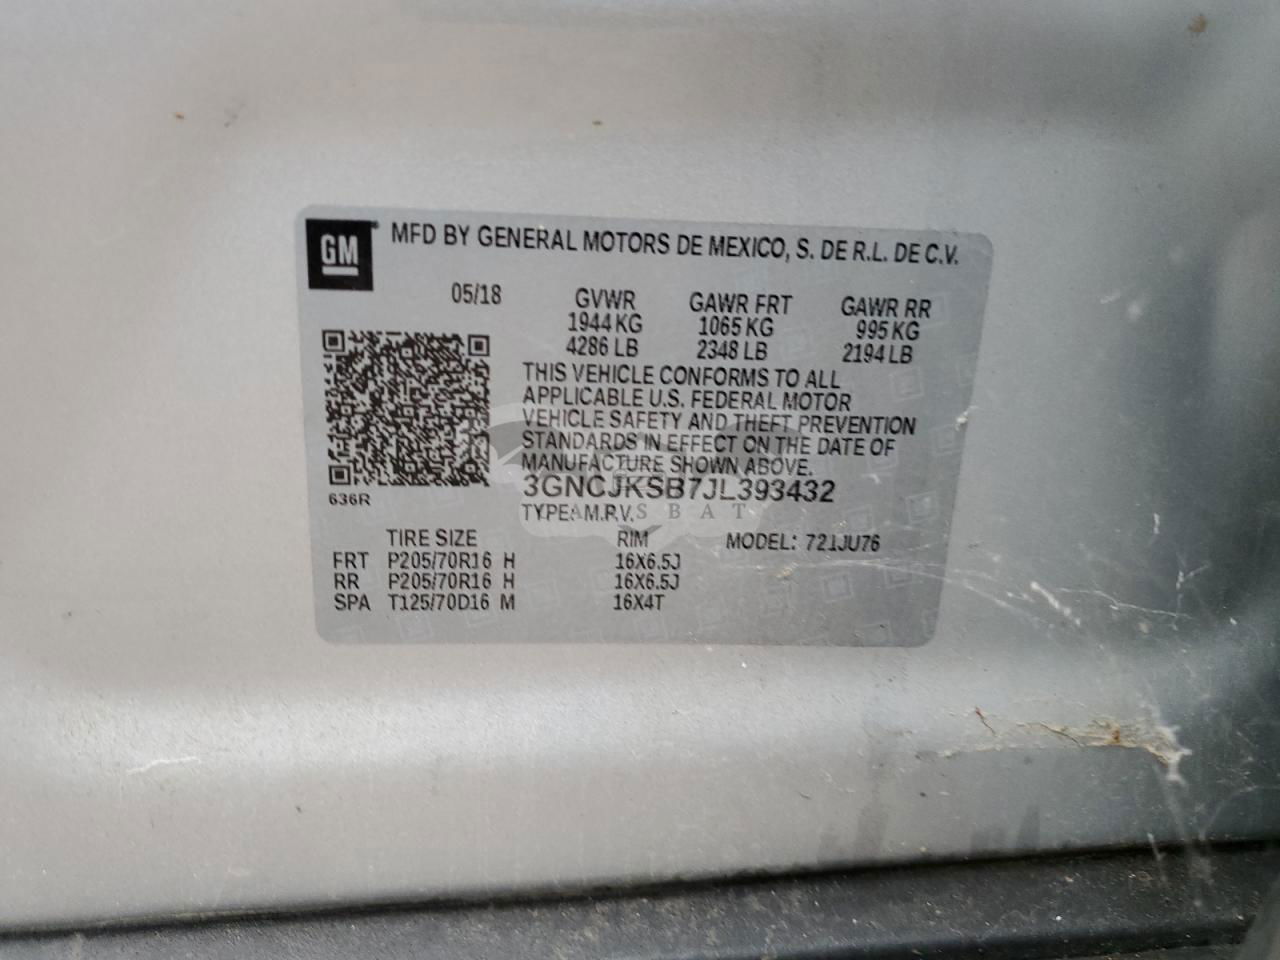 GM
MFD BY GENERAL MOTORS DE MEXICO, S. DE R.L. DE C.V.
05/18 GVWR GAWR FRT GAWR RR
1944 KG 1065 KG 995 KG
4286 LB 2348 LB 2194 LB
THIS VEHICLE CONFORMS TO ALL
APPLICABLE U.S. FEDERAL MOTOR
VEHICLE SAFETY AND THEFT PREVENTION
STANDARDS IN EFFECT ON THE DATE OF
MANUFACTURE SHOWN ABOVE.
3GNCJKSB7JL393432
636R
TYPE: M.P.V.
TIRE SIZE RIM MODEL: 721JU76
FRT P205/70R16 H 16X6.5J
RR P205/70R16 H 16X6.5J
SPA T125/70D16 M 16X4T